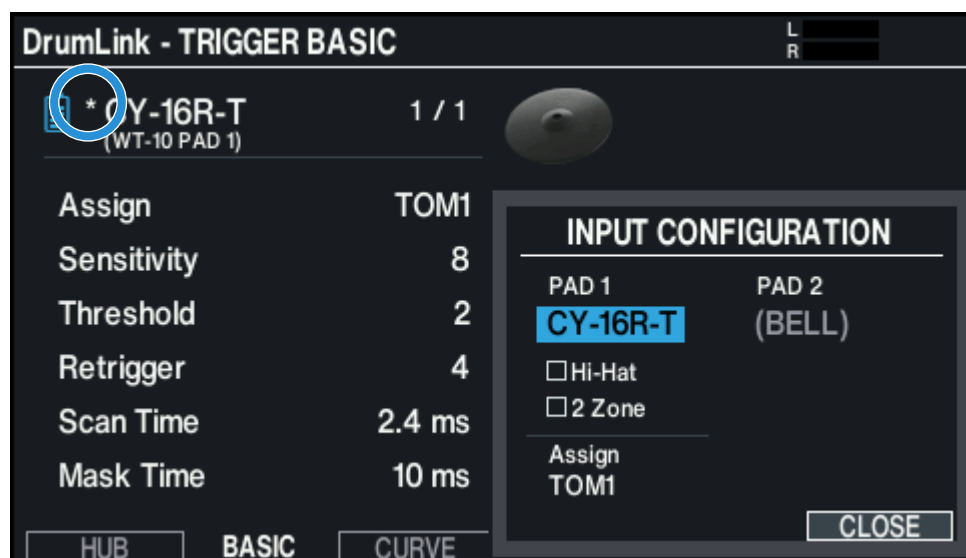 DrumLink - TRIGGER BASIC
L
R
* CY-16R-T 1 / 1
(WT-10 PAD 1)
Assign TOM1
Sensitivity 8
Threshold 2
Retrigger 4
Scan Time 2.4 ms
Mask Time 10 ms
HUB BASIC CURVE
INPUT CONFIGURATION
PAD 1 PAD 2
CY-16R-T (BELL)
Hi-Hat
2 Zone
Assign
TOM1
CLOSE